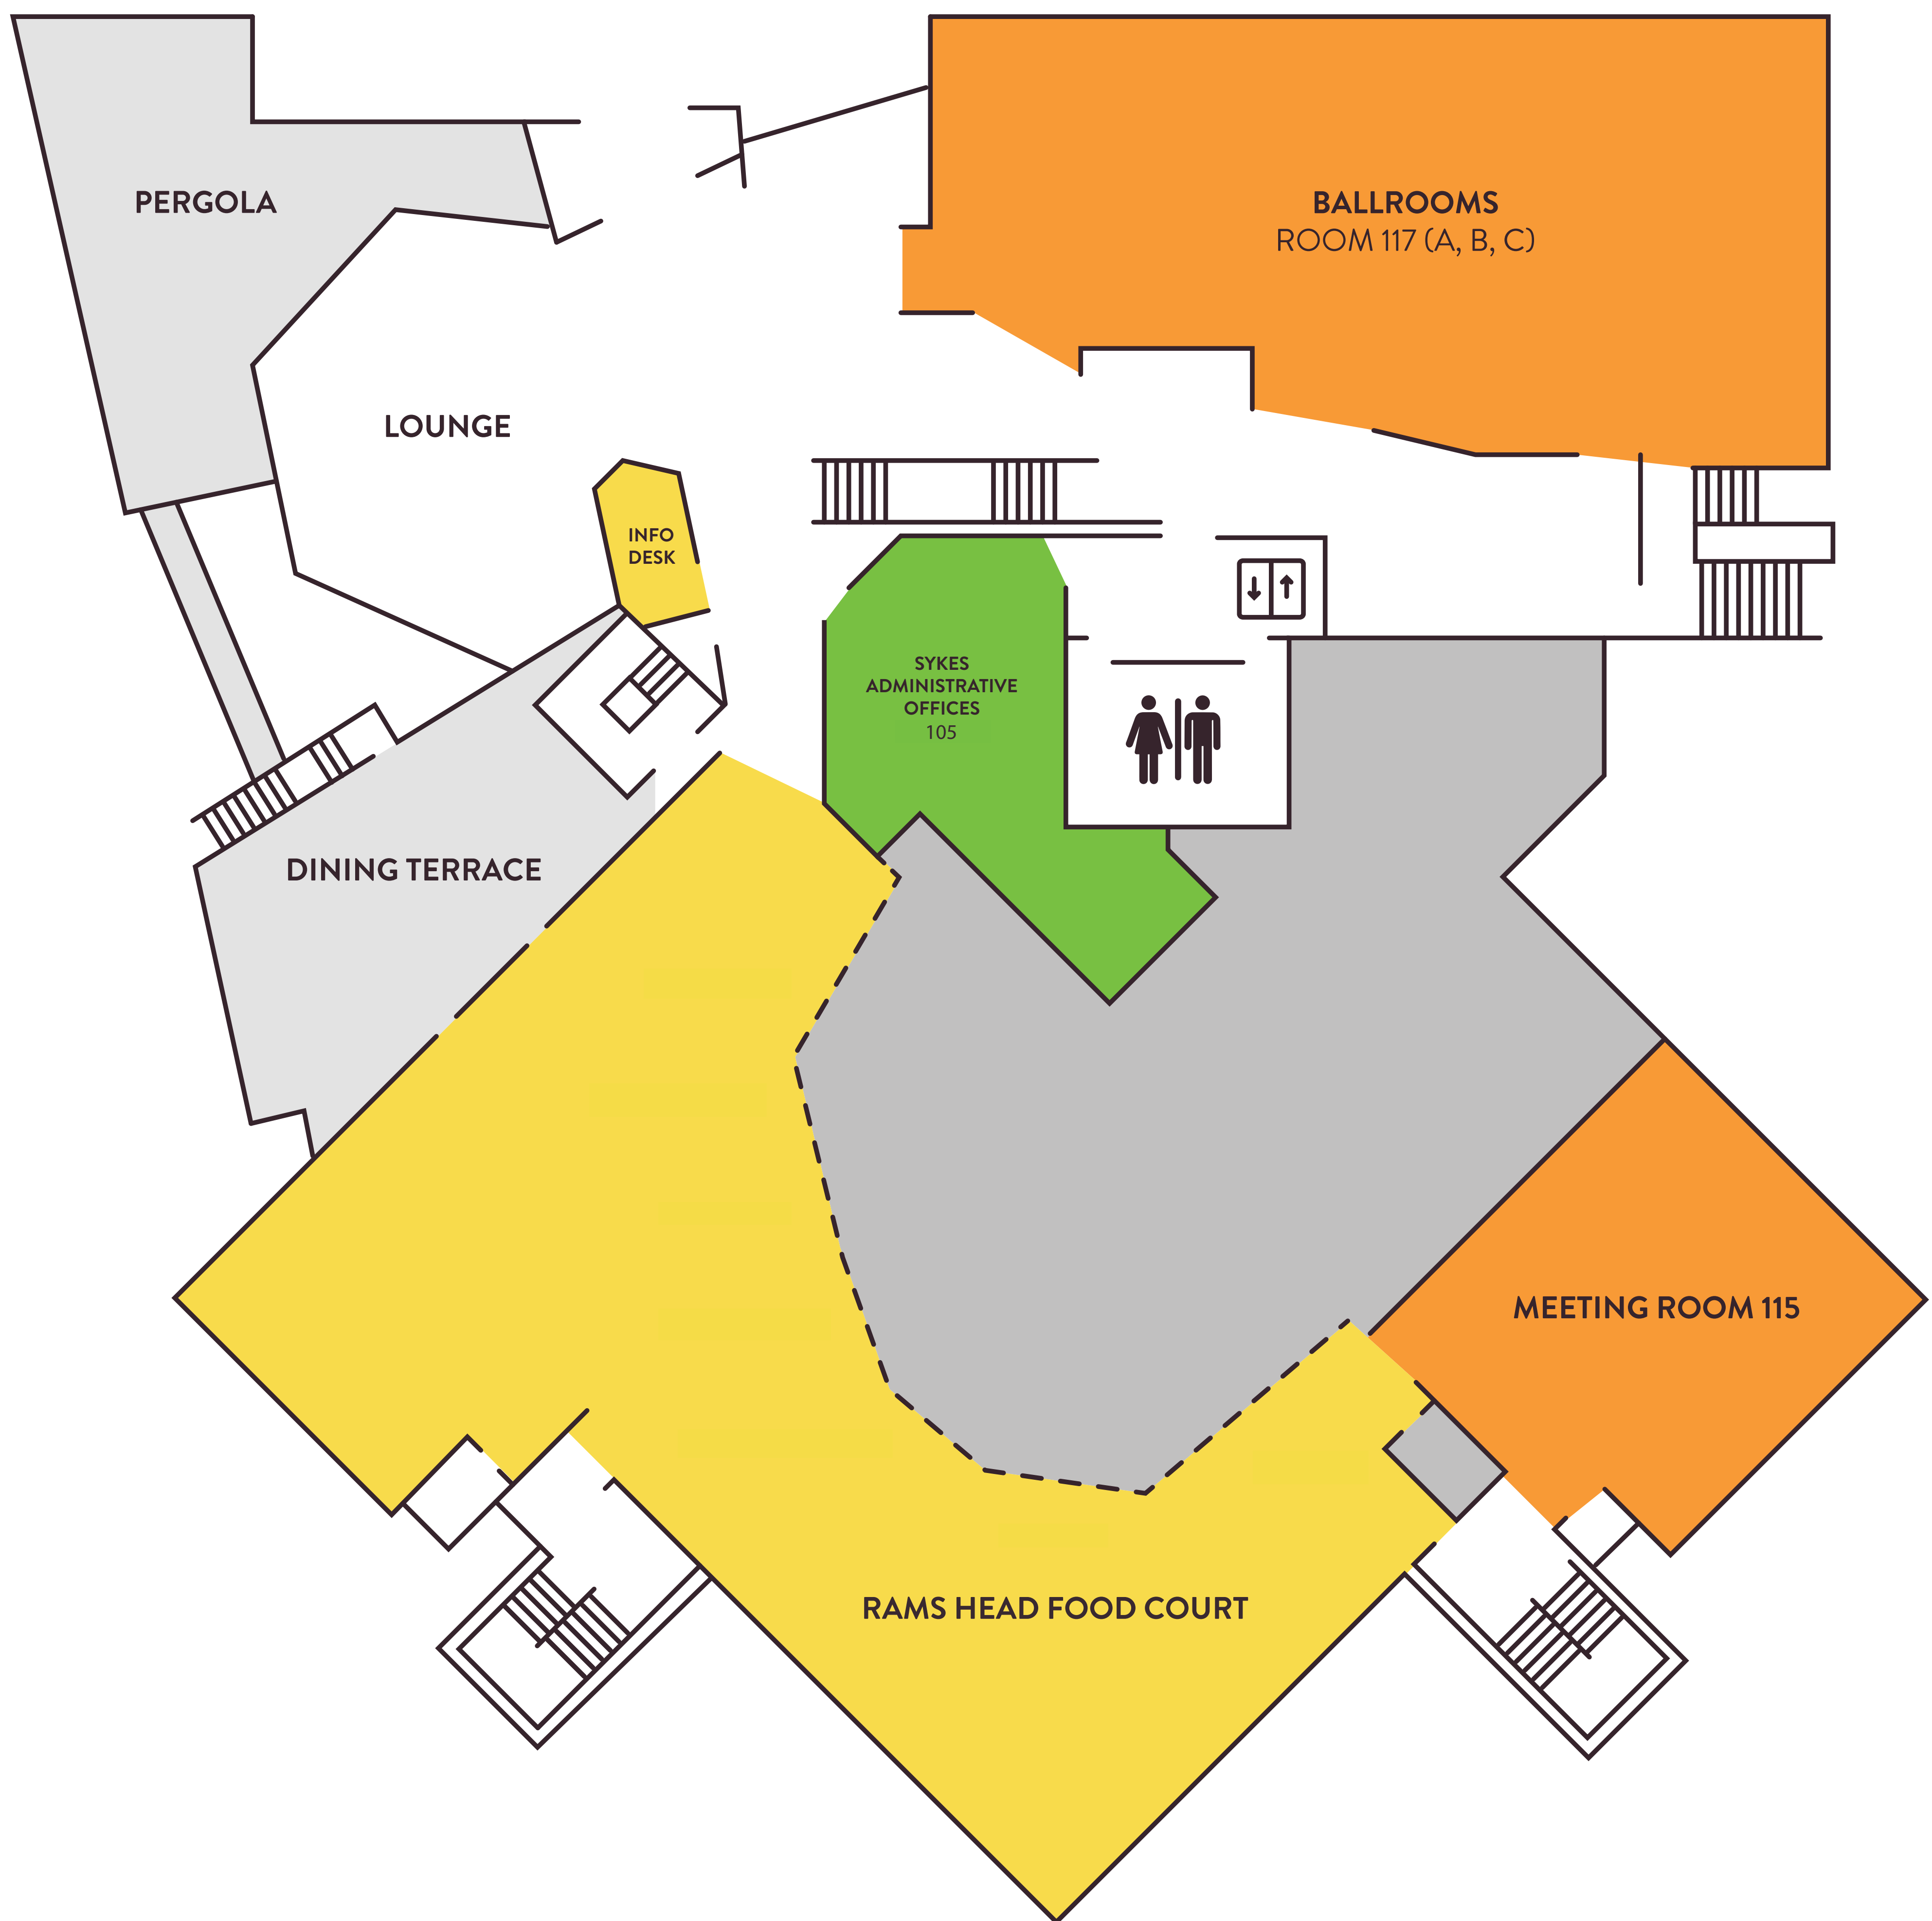 PERGOLA
BALLROOMS
ROOM 117 (A, B, C)
LOUNGE
INFO
DESK
SYKES
ADMINISTRATIVE
OFFICES
105
DINING TERRACE
MEETING ROOM 115
RAMS HEAD FOOD COURT